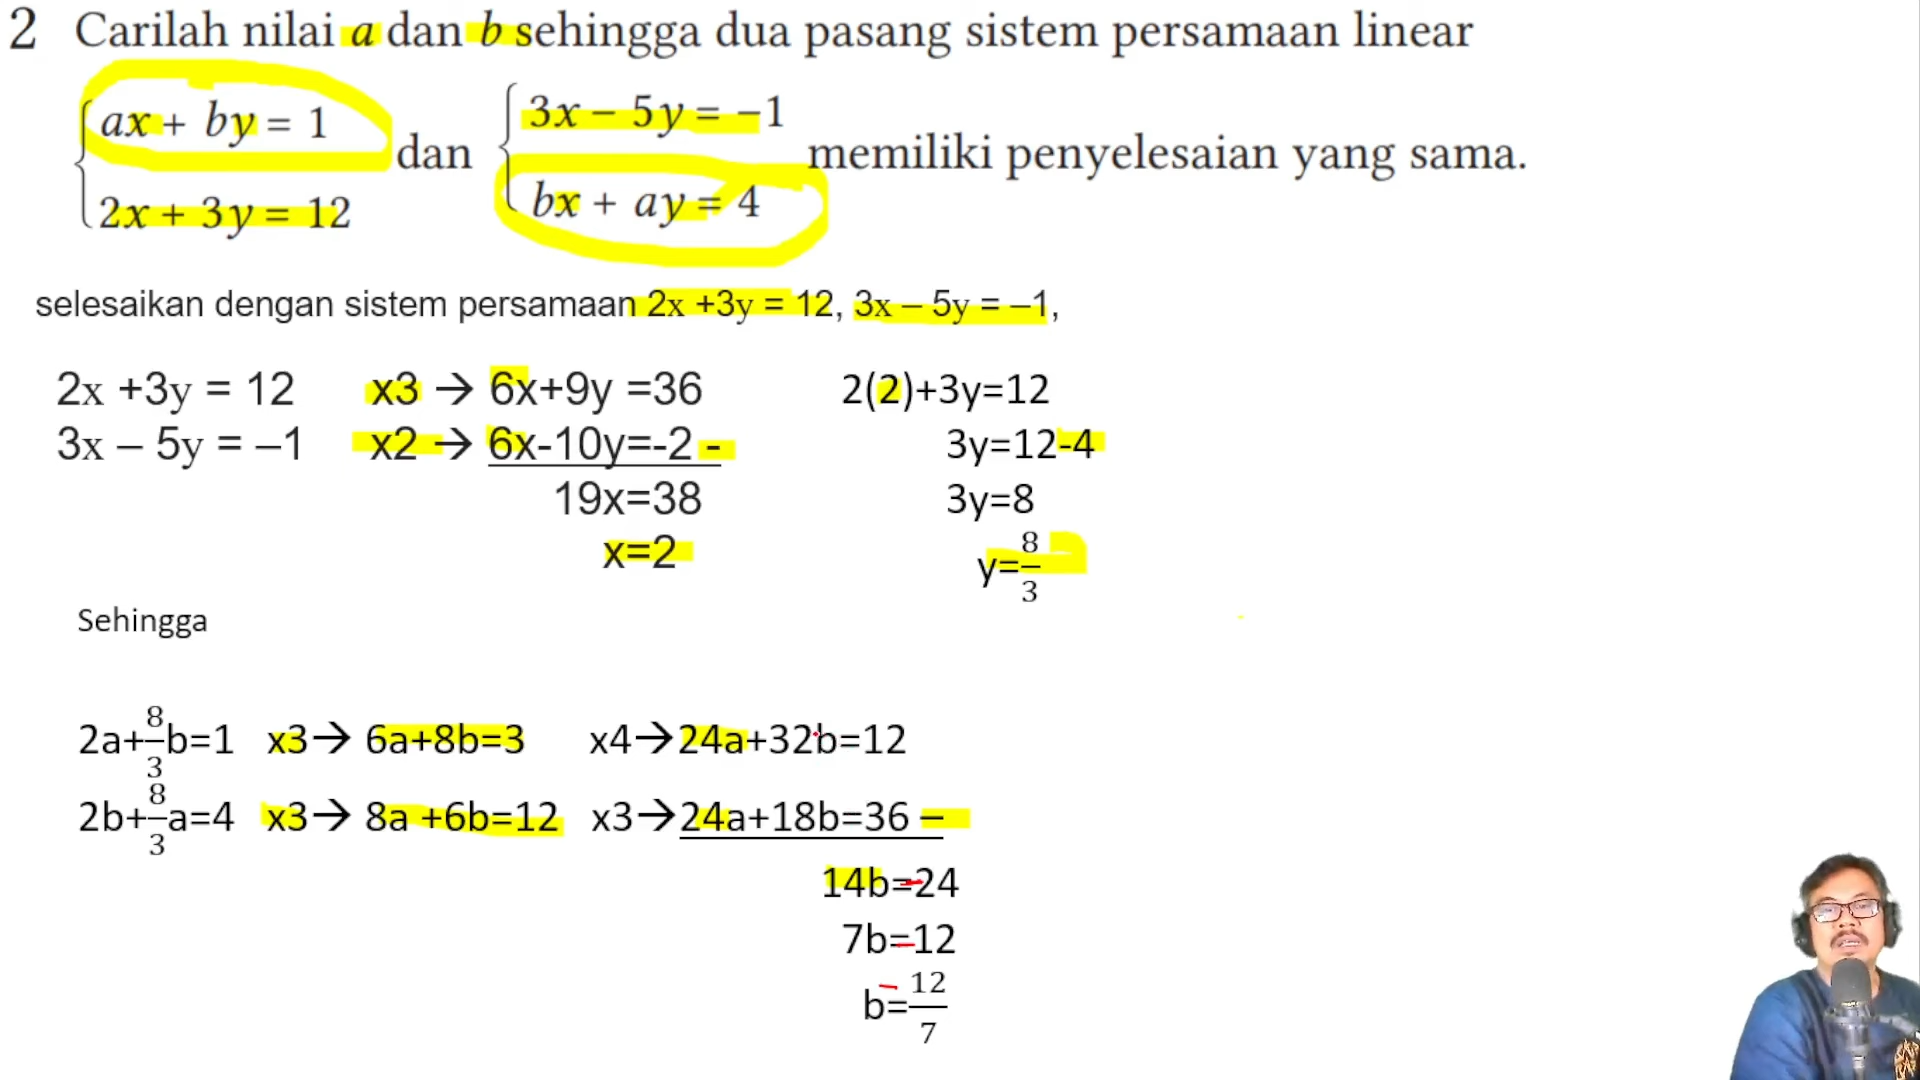 2 Carilah nilai a dan b sehingga dua pasang sistem persamaan linear
{ax + by = 1
2x + 3y = 12
dan
{3x − 5y = −1
bx + ay = 4
memiliki penyelesaian yang sama.
selesaikan dengan sistem persamaan 2x +3y = 12, 3x – 5y = –1,
2x +3y = 12 x3 → 6x+9y =36
3x – 5y = –1 x2 → 6x-10y=-2 -
19x=38
x=2
2(2)+3y=12
3y=12-4
3y=8
y=8/3
Sehingga
2a+8/3b=1 x3→ 6a+8b=3 x4→24a+32b=12
2b+8/3a=4 x3→ 8a +6b=12 x3→24a+18b=36 –
14b=-24
7b=-12
b=-12/7